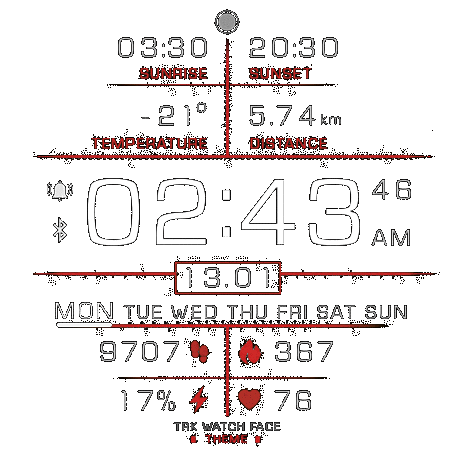 03:30 20:30
SUNRISE SUNSET
-21° 5.74 km
TEMPERATURE DISTANCE
02:43 46 AM
13.01
MON TUE WED THU FRI SAT SUN
9707 367
17% 76
TRX WATCH FACE
THEME